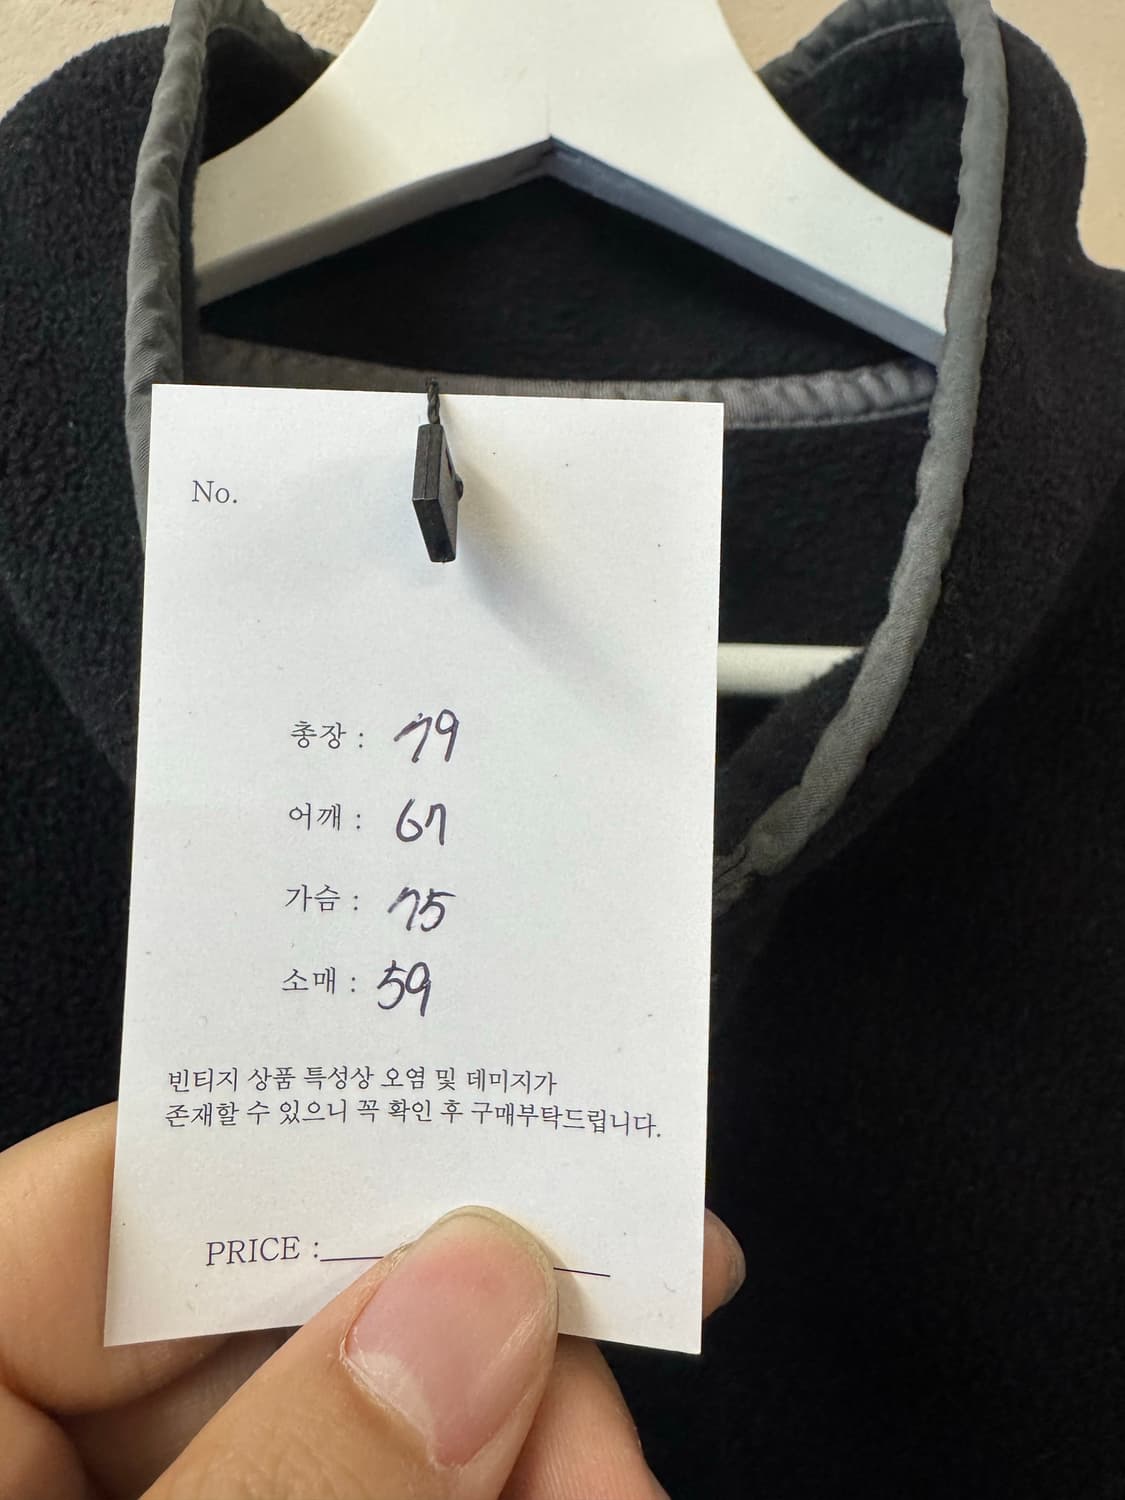 No.
총장 : 79
어깨 : 67
가슴 : 75
소매 : 59
빈티지 상품 특성상 오염 및 데미지가
존재할 수 있으니 꼭 확인 후 구매부탁드립니다.
PRICE :